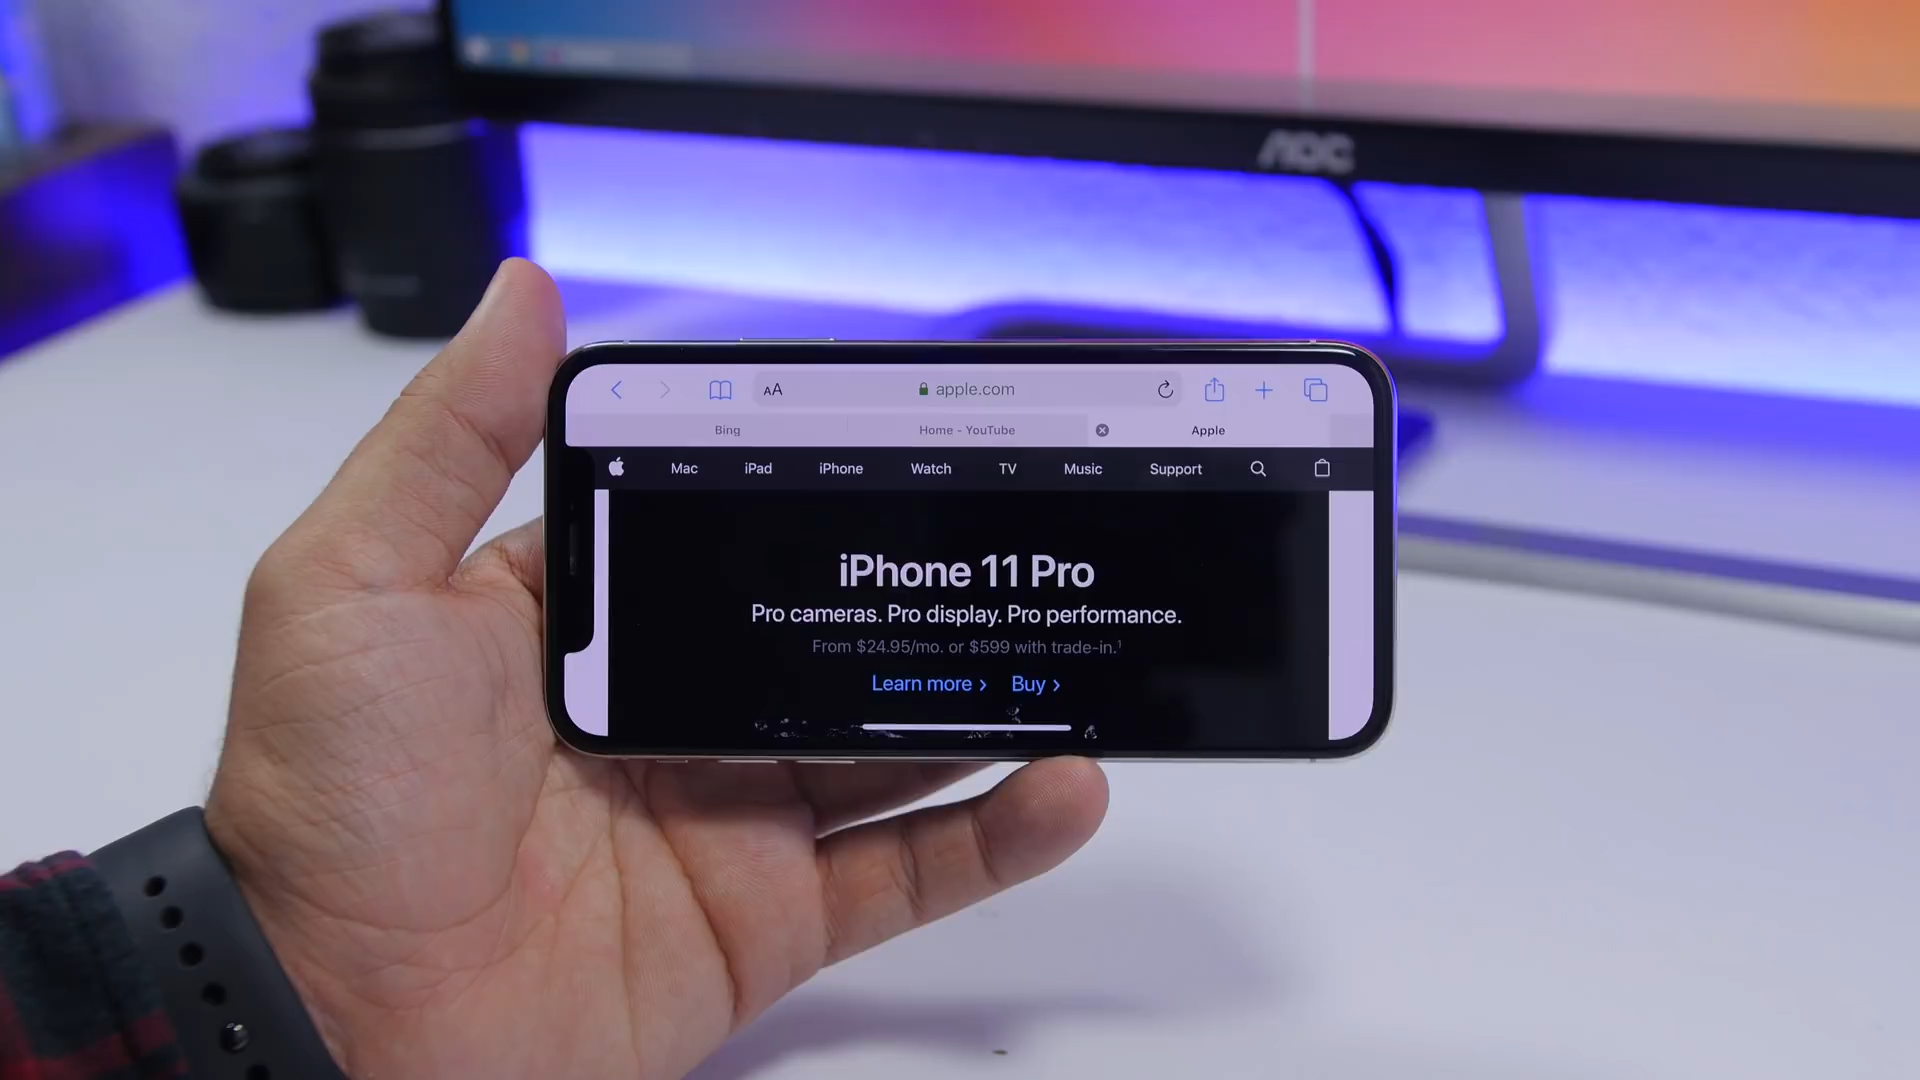 AOC
AA apple.com
Bing Home - YouTube Apple
Mac iPad iPhone Watch TV Music Support
iPhone 11 Pro
Pro cameras. Pro display. Pro performance.
From $24.95/mo. or $599 with trade-in.¹
Learn more › Buy ›